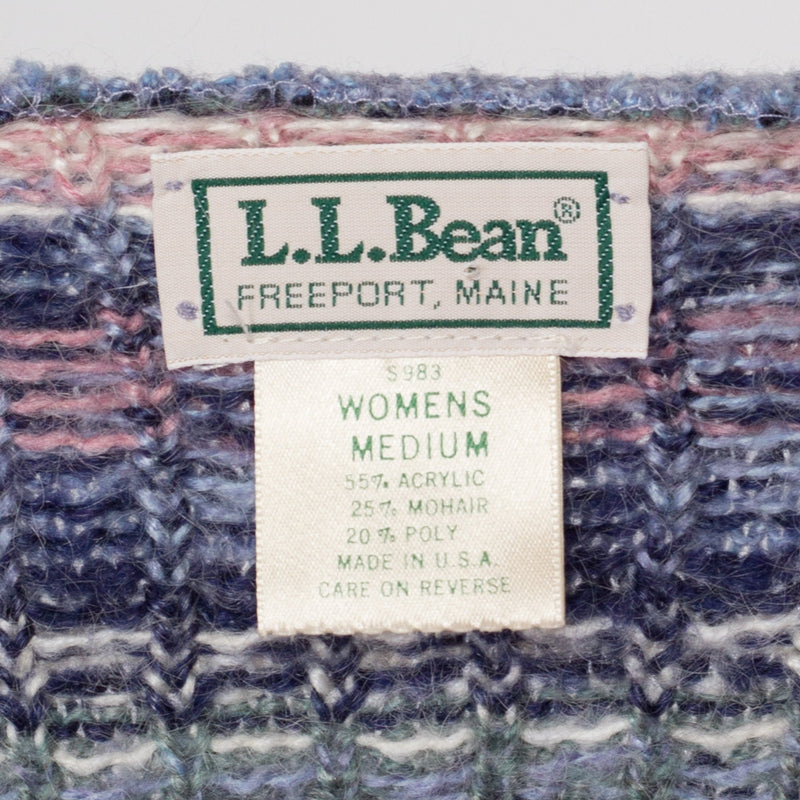 L.L.Bean®
FREEPORT, MAINE
S983
WOMENS
MEDIUM
55% ACRYLIC
25% MOHAIR
20% POLY
MADE IN U.S.A.
CARE ON REVERSE